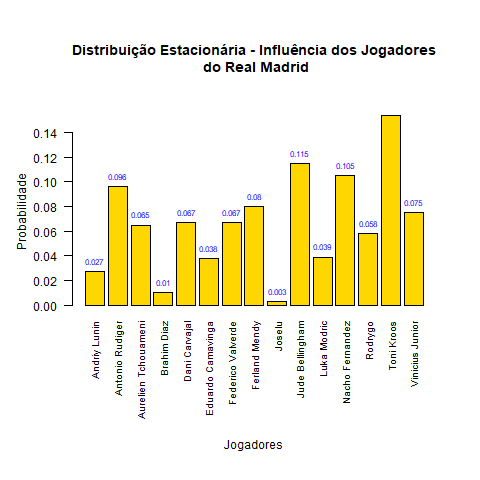 Distribuição Estacionária - Influência dos Jogadores
do Real Madrid
Probabilidade
0.14
0.12
0.10
0.08
0.06
0.04
0.02
0.00
0.027
0.096
0.065
0.01
0.067
0.038
0.067
0.08
0.003
0.115
0.039
0.105
0.058
0.075
Andriy Lunin
Antonio Rudiger
Aurelien Tchouameni
Brahim Diaz
Dani Carvajal
Eduardo Camavinga
Federico Valverde
Ferland Mendy
Joselu
Jude Bellingham
Luka Modric
Nacho Fernandez
Rodrygo
Toni Kroos
Vinicius Junior
Jogadores